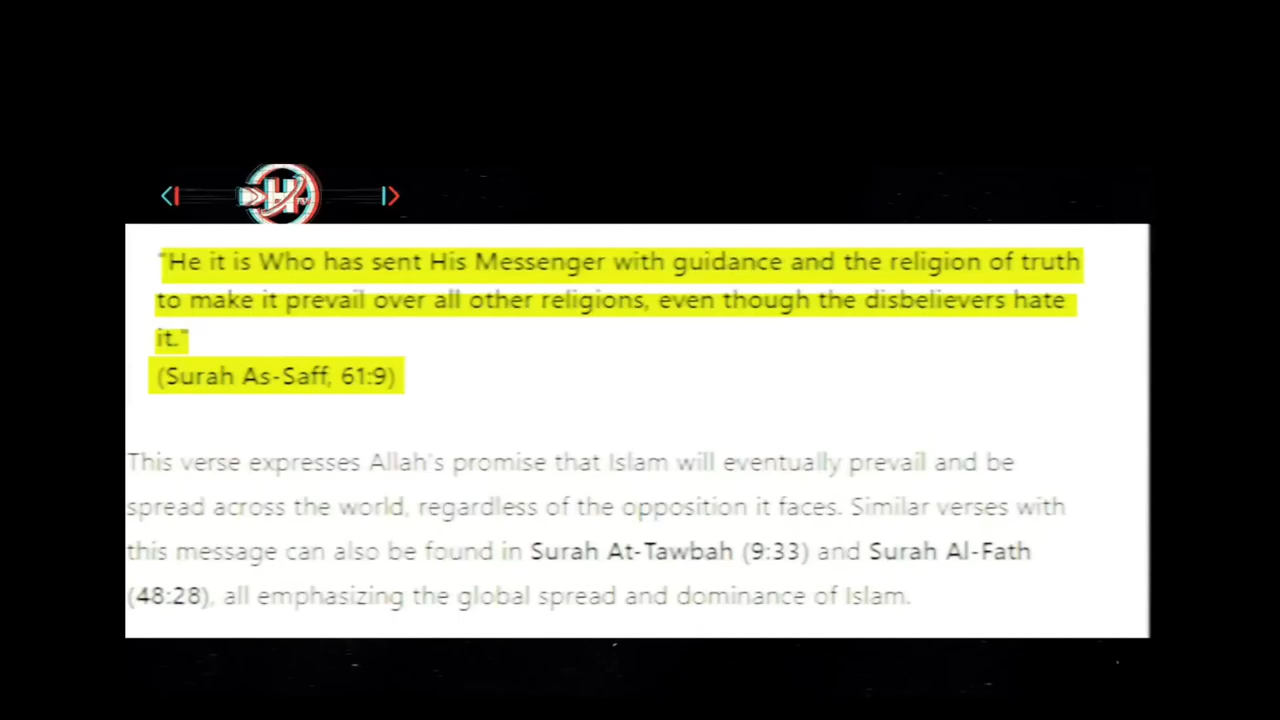 H TV
"He it is Who has sent His Messenger with guidance and the religion of truth
to make it prevail over all other religions, even though the disbelievers hate
it."
(Surah As-Saff, 61:9)
This verse expresses Allah's promise that Islam will eventually prevail and be
spread across the world, regardless of the opposition it faces. Similar verses with
this message can also be found in Surah At-Tawbah (9:33) and Surah Al-Fath
(48:28), all emphasizing the global spread and dominance of Islam.